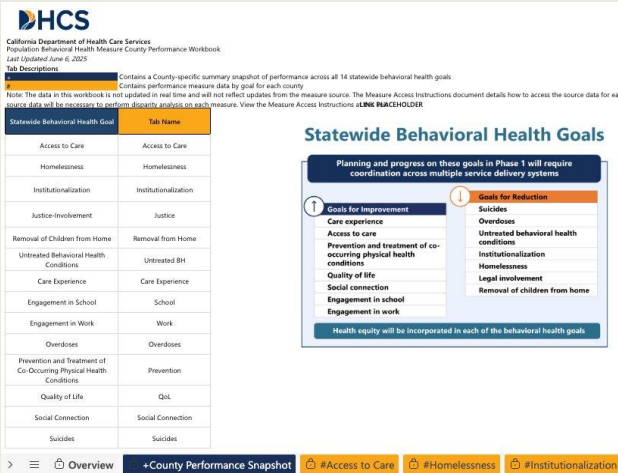 DHCS
California Department of Health Care Services
Population Behavioral Health Measure County Performance Workbook
Last Updated June 6, 2025
Tab Descriptions
+ Contains a County-specific summary snapshot of performance across all 14 statewide behavioral health goals
# Contains performance measure data by goal for each county
Note: The data in this workbook is not updated in real time and will not reflect updates from the measure source. The Measure Access Instructions document details how to access the source data for ea
source data will be necessary to perform disparity analysis on each measure. View the Measure Access Instructions a LINK PLACEHOLDER
Statewide Behavioral Health Goal Tab Name
Access to Care Access to Care
Homelessness Homelessness
Institutionalization Institutionalization
Justice-Involvement Justice
Removal of Children from Home Removal from Home
Untreated Behavioral Health
Conditions Untreated BH
Care Experience Care Experience
Engagement in School School
Engagement in Work Work
Overdoses Overdoses
Prevention and Treatment of
Co-Occurring Physical Health
Conditions Prevention
Quality of Life QoL
Social Connection Social Connection
Suicides Suicides
Statewide Behavioral Health Goals
Planning and progress on these goals in Phase 1 will require
coordination across multiple service delivery systems
Goals for Improvement
Care experience
Access to care
Prevention and treatment of co-
occurring physical health
conditions
Quality of life
Social connection
Engagement in school
Engagement in work
Goals for Reduction
Suicides
Overdoses
Untreated behavioral health
conditions
Institutionalization
Homelessness
Legal involvement
Removal of children from home
Health equity will be incorporated in each of the behavioral health goals
Overview +County Performance Snapshot #Access to Care #Homelessness #Institutionalization